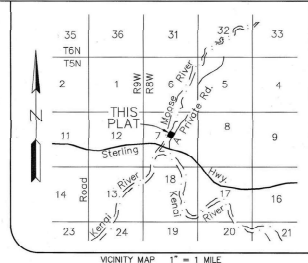 35 36 31 32 33
T6N
T5N
2 1 R9W R8W 6 5 4
Moose River
A Private Rd.
N
THIS
PLAT
11 12 7 8 9
Sterling Hwy.
14 Road 13 18 17 16
Kenai River
Kenai River
23 24 19 20 21
VICINITY MAP 1" = 1 MILE